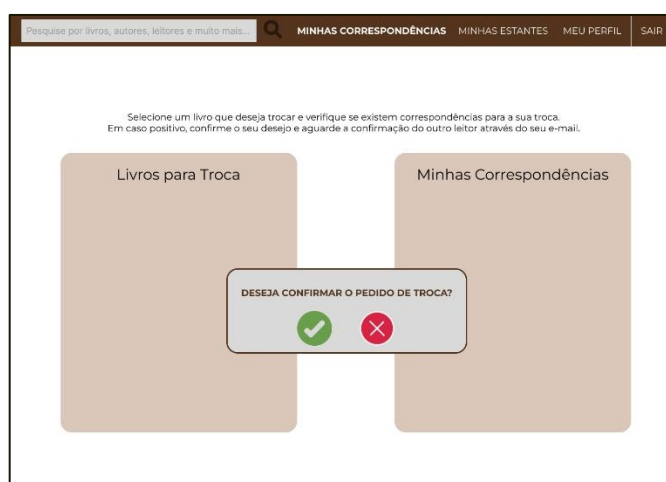 Pesquise por livros, autores, leitores e muito mais... MINHAS CORRESPONDÊNCIAS MINHAS ESTANTES MEU PERFIL SAIR
Selecione um livro que deseja trocar e verifique se existem correspondências para a sua troca.
Em caso positivo, confirme o seu desejo e aguarde a confirmação do outro leitor através do seu e-mail.
Livros para Troca
Minhas Correspondências
DESEJA CONFIRMAR O PEDIDO DE TROCA?